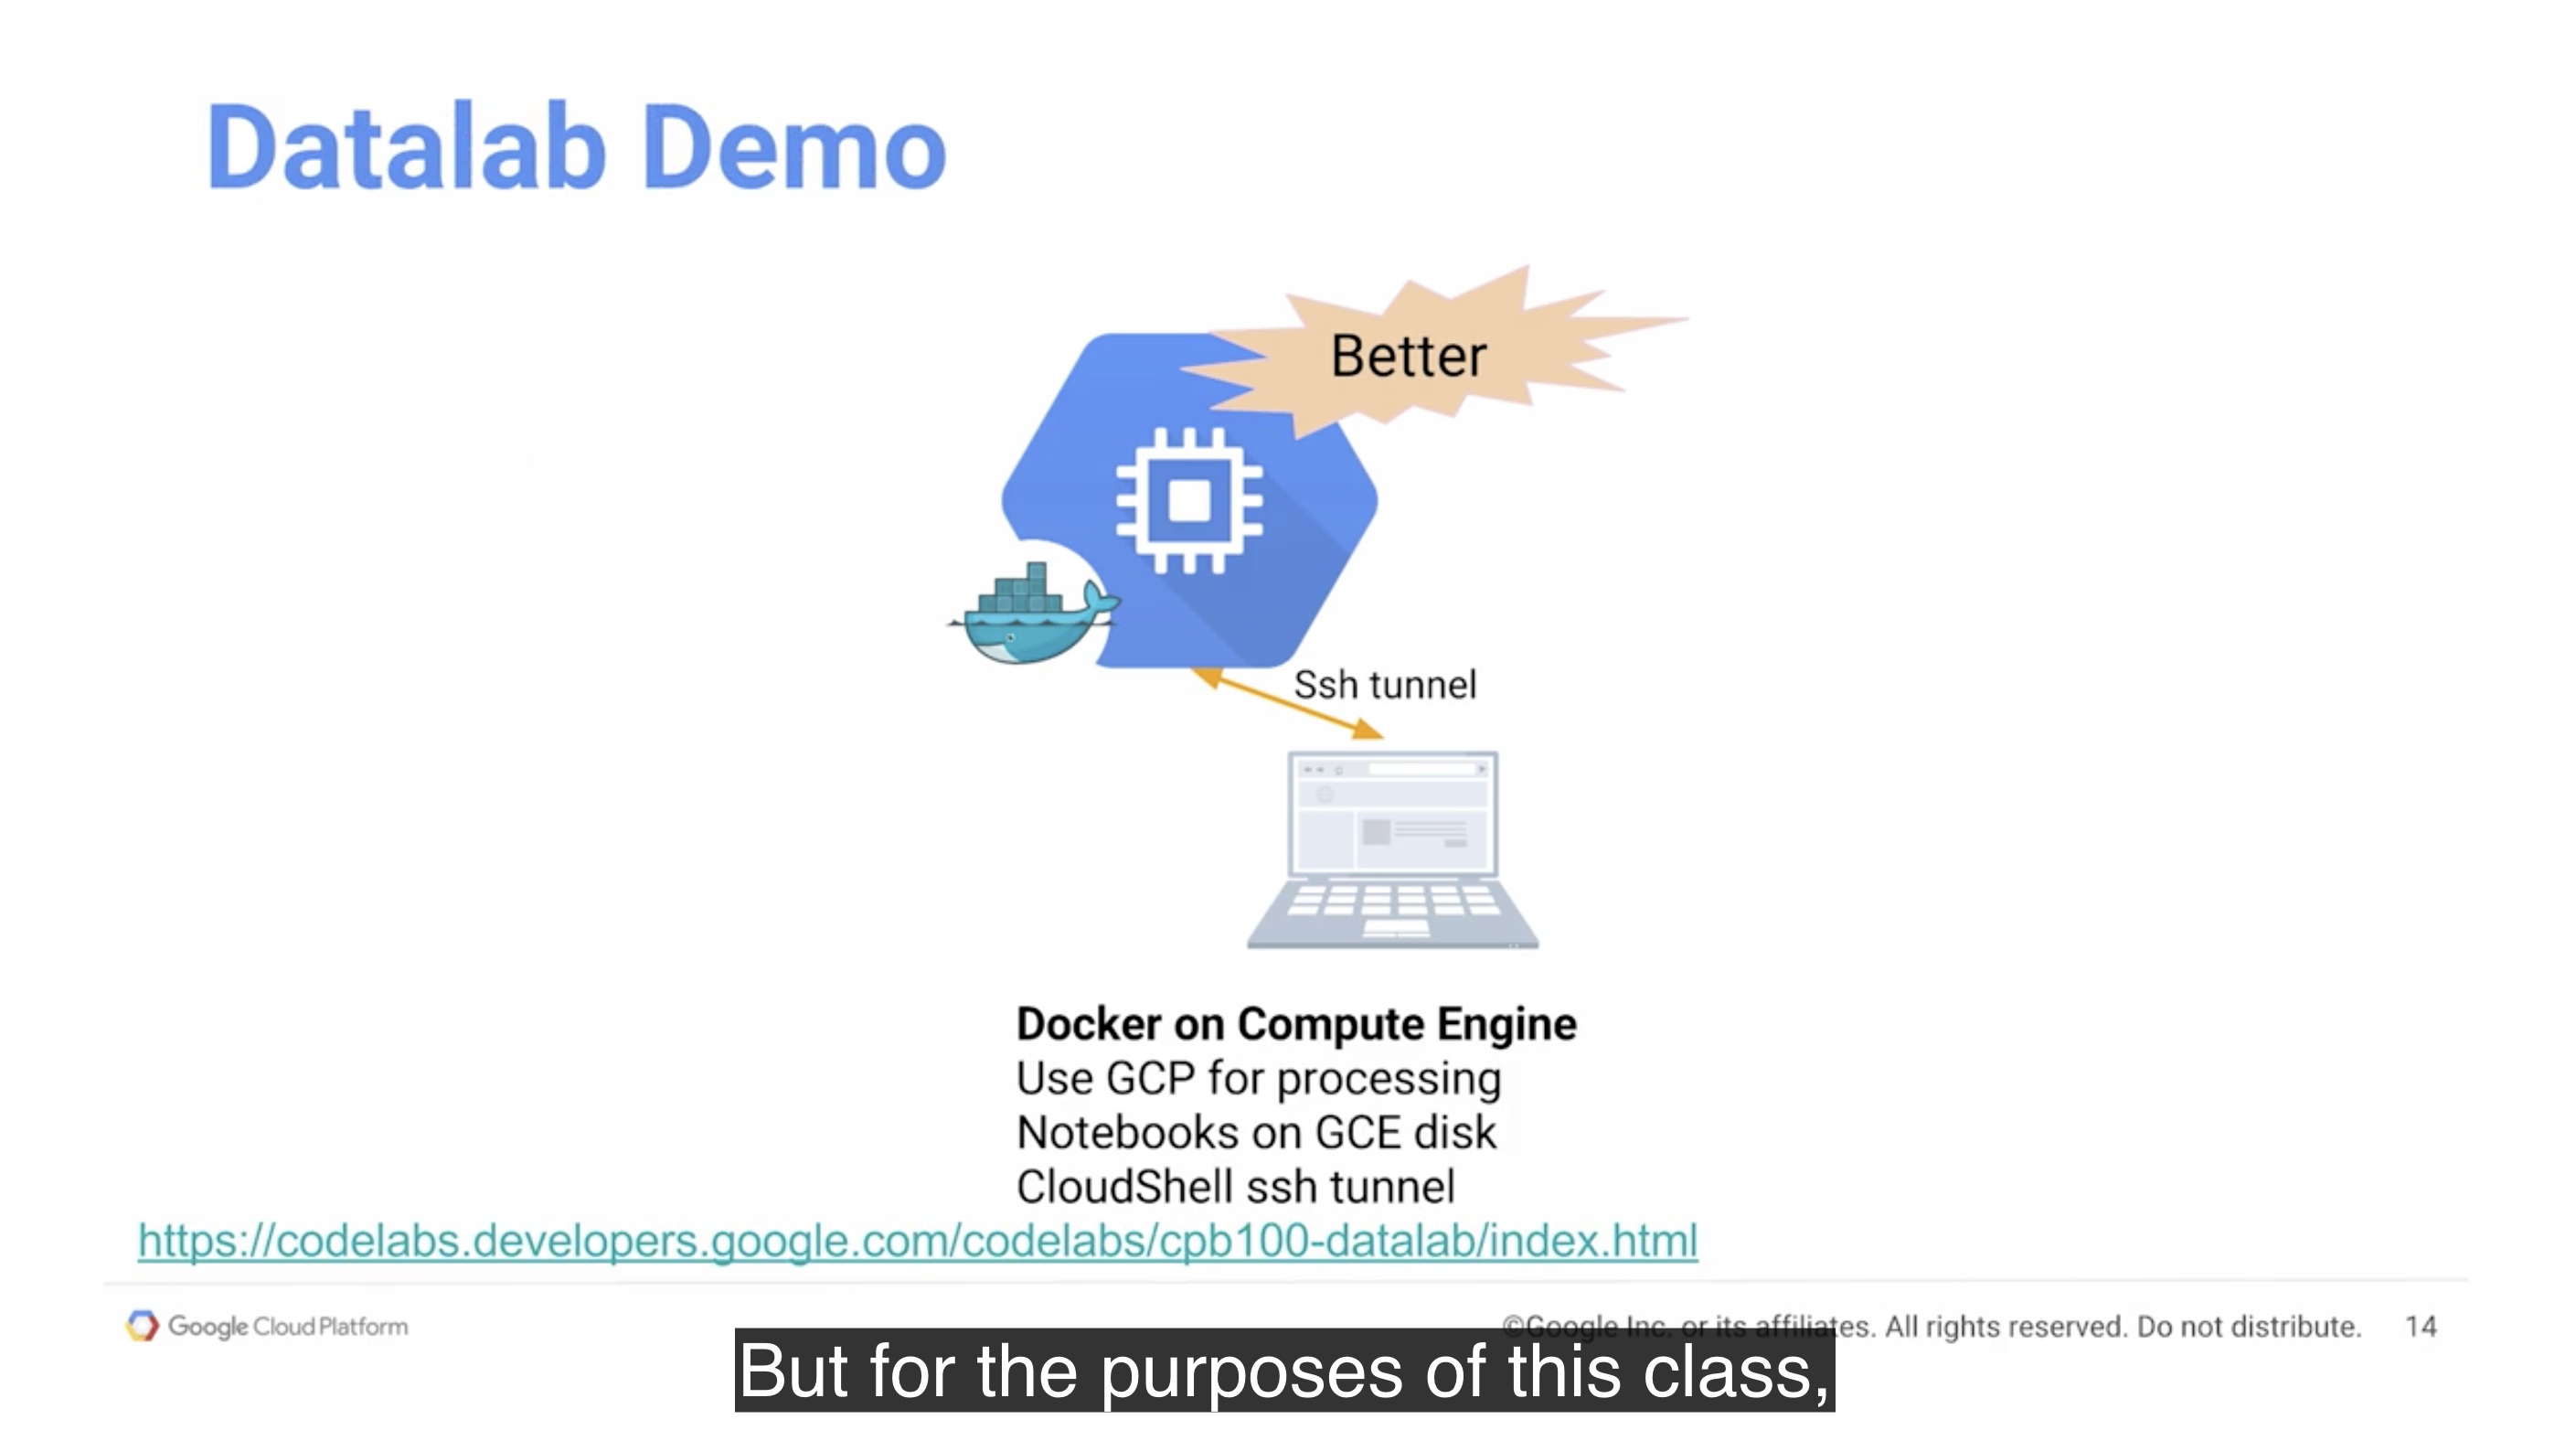 Datalab Demo
Better
Ssh tunnel
Docker on Compute Engine
Use GCP for processing
Notebooks on GCE disk
CloudShell ssh tunnel
https://codelabs.developers.google.com/codelabs/cpb100-datalab/index.html
Google Cloud Platform
©Google Inc. or its affiliates. All rights reserved. Do not distribute. 14
But for the purposes of this class,